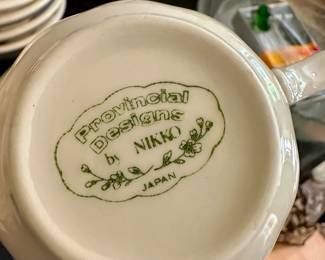 Provincial
Designs
by NIKKO
JAPAN